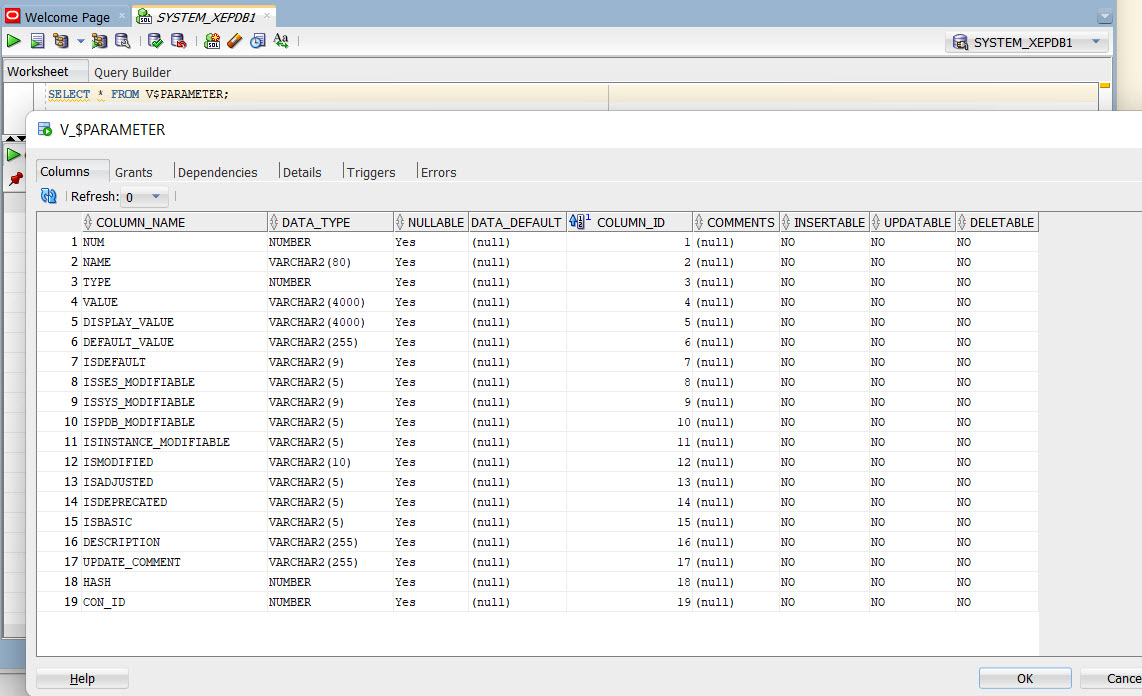 Welcome Page SYSTEM_XEPDB1
SYSTEM_XEPDB1
Worksheet Query Builder
SELECT * FROM V$PARAMETER;
V_$PARAMETER
Columns Grants Dependencies Details Triggers Errors
Refresh: 0
COLUMN_NAME DATA_TYPE NULLABLE DATA_DEFAULT COLUMN_ID COMMENTS INSERTABLE UPDATABLE DELETABLE
1 NUM NUMBER Yes (null) 1 (null) NO NO NO
2 NAME VARCHAR2(80) Yes (null) 2 (null) NO NO NO
3 TYPE NUMBER Yes (null) 3 (null) NO NO NO
4 VALUE VARCHAR2(4000) Yes (null) 4 (null) NO NO NO
5 DISPLAY_VALUE VARCHAR2(4000) Yes (null) 5 (null) NO NO NO
6 DEFAULT_VALUE VARCHAR2(255) Yes (null) 6 (null) NO NO NO
7 ISDEFAULT VARCHAR2(9) Yes (null) 7 (null) NO NO NO
8 ISSES_MODIFIABLE VARCHAR2(5) Yes (null) 8 (null) NO NO NO
9 ISSYS_MODIFIABLE VARCHAR2(9) Yes (null) 9 (null) NO NO NO
10 ISPDB_MODIFIABLE VARCHAR2(5) Yes (null) 10 (null) NO NO NO
11 ISINSTANCE_MODIFIABLE VARCHAR2(5) Yes (null) 11 (null) NO NO NO
12 ISMODIFIED VARCHAR2(10) Yes (null) 12 (null) NO NO NO
13 ISADJUSTED VARCHAR2(5) Yes (null) 13 (null) NO NO NO
14 ISDEPRECATED VARCHAR2(5) Yes (null) 14 (null) NO NO NO
15 ISBASIC VARCHAR2(5) Yes (null) 15 (null) NO NO NO
16 DESCRIPTION VARCHAR2(255) Yes (null) 16 (null) NO NO NO
17 UPDATE_COMMENT VARCHAR2(255) Yes (null) 17 (null) NO NO NO
18 HASH NUMBER Yes (null) 18 (null) NO NO NO
19 CON_ID NUMBER Yes (null) 19 (null) NO NO NO
Help OK Cance